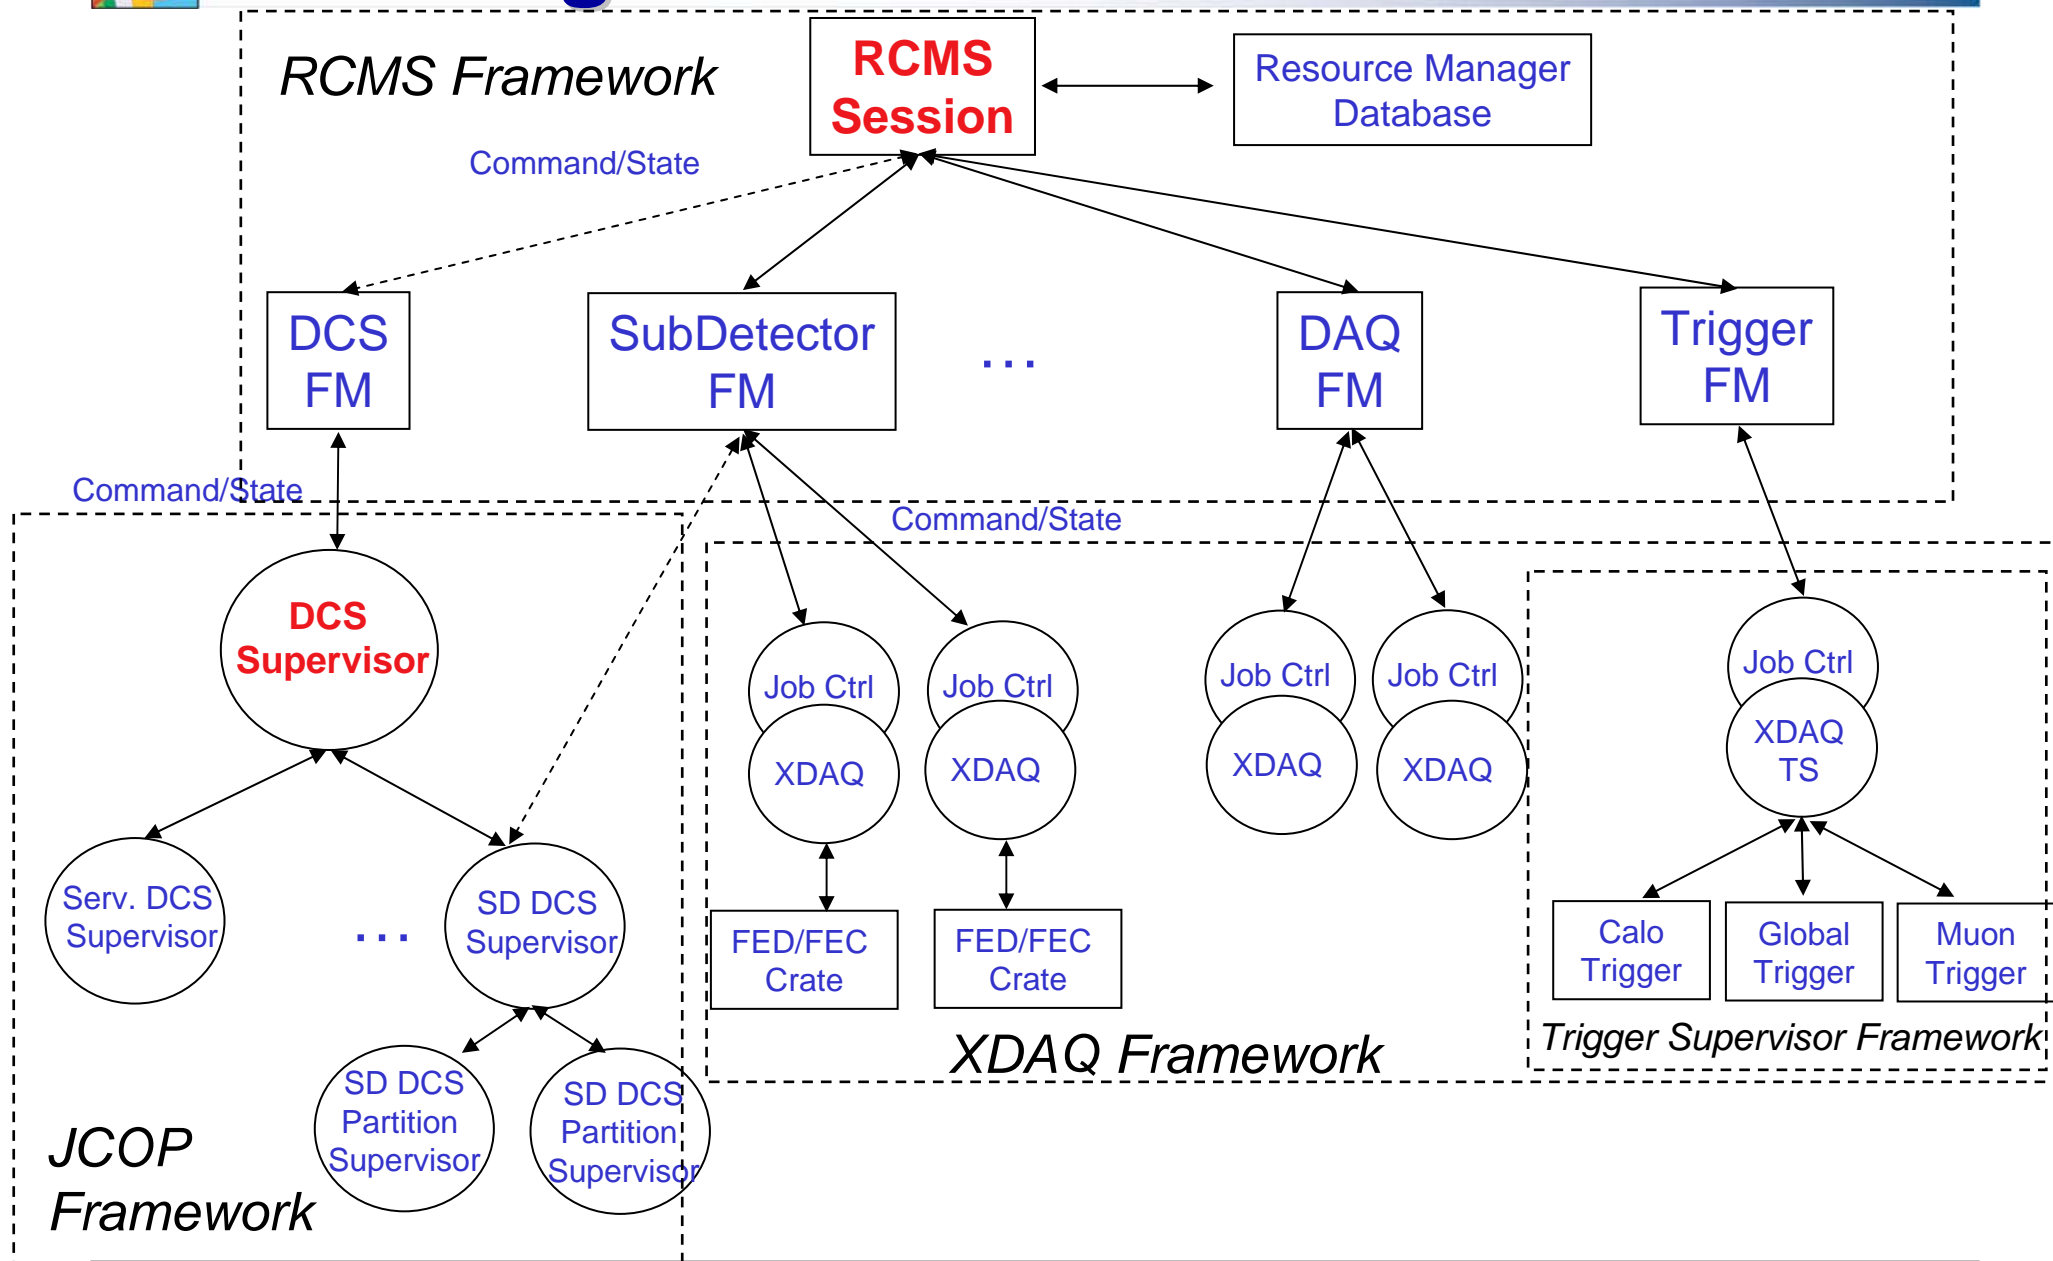 RCMS Framework
RCMS
Session
Resource Manager
Database
Command/State
DCS
FM
SubDetector
FM
...
DAQ
FM
Trigger
FM
Command/State
Command/State
DCS
Supervisor
Job Ctrl
XDAQ
Job Ctrl
XDAQ
Job Ctrl
XDAQ
Job Ctrl
XDAQ
Job Ctrl
XDAQ
TS
Serv. DCS
Supervisor
...
SD DCS
Supervisor
FED/FEC
Crate
FED/FEC
Crate
Calo
Trigger
Global
Trigger
Muon
Trigger
Trigger Supervisor Framework
XDAQ Framework
SD DCS
Partition
Supervisor
SD DCS
Partition
Supervisor
JCOP
Framework